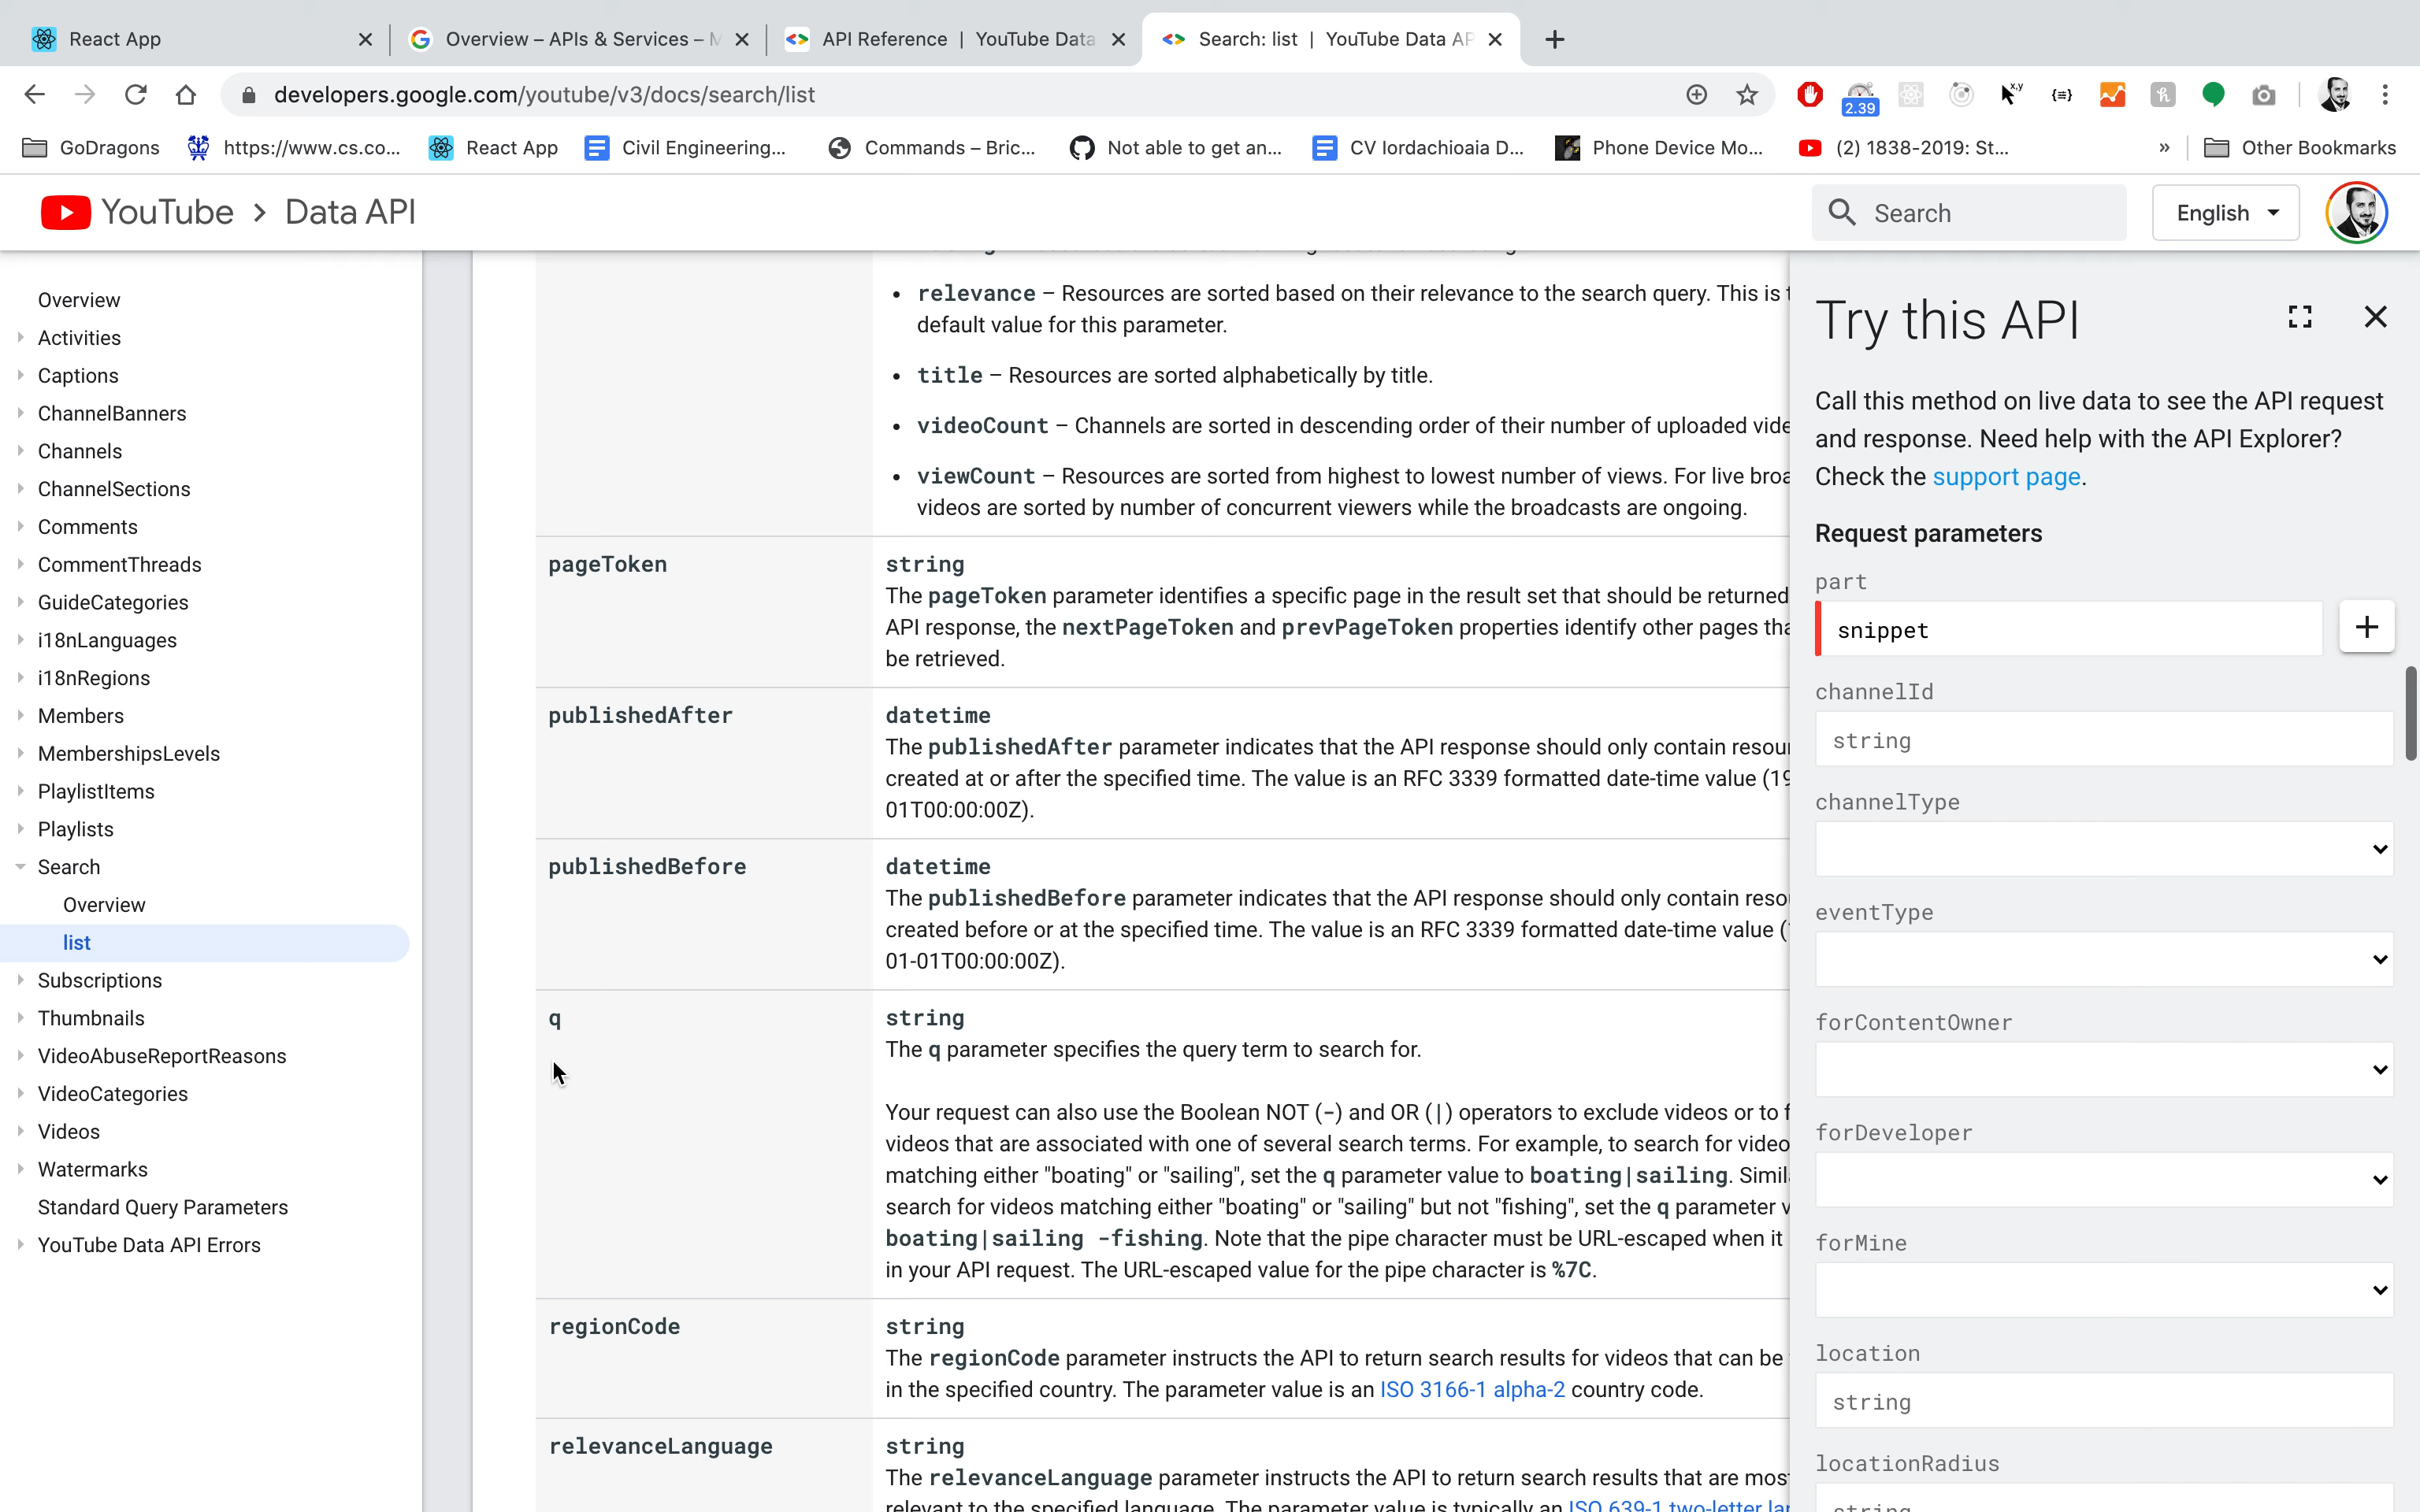 React App
Overview – APIs & Services – M
API Reference | YouTube Data
Search: list | YouTube Data AP
developers.google.com/youtube/v3/docs/search/list
2.39
GoDragons
https://www.cs.co...
React App
Civil Engineering...
Commands – Bric...
Not able to get an...
CV Iordachioaia D...
Phone Device Mo...
(2) 1838-2019: St...
»
Other Bookmarks
YouTube > Data API
Search
English
Overview
Activities
Captions
ChannelBanners
Channels
ChannelSections
Comments
CommentThreads
GuideCategories
i18nLanguages
i18nRegions
Members
MembershipsLevels
PlaylistItems
Playlists
Search
Overview
list
Subscriptions
Thumbnails
VideoAbuseReportReasons
VideoCategories
Videos
Watermarks
Standard Query Parameters
YouTube Data API Errors
• relevance – Resources are sorted based on their relevance to the search query. This is
default value for this parameter.
• title – Resources are sorted alphabetically by title.
• videoCount – Channels are sorted in descending order of their number of uploaded vide
• viewCount – Resources are sorted from highest to lowest number of views. For live broa
videos are sorted by number of concurrent viewers while the broadcasts are ongoing.
pageToken
string
The pageToken parameter identifies a specific page in the result set that should be returned
API response, the nextPageToken and prevPageToken properties identify other pages tha
be retrieved.
publishedAfter
datetime
The publishedAfter parameter indicates that the API response should only contain resou
created at or after the specified time. The value is an RFC 3339 formatted date-time value (19
01T00:00:00Z).
publishedBefore
datetime
The publishedBefore parameter indicates that the API response should only contain reso
created before or at the specified time. The value is an RFC 3339 formatted date-time value (
01-01T00:00:00Z).
q
string
The q parameter specifies the query term to search for.
Your request can also use the Boolean NOT (-) and OR (|) operators to exclude videos or to f
videos that are associated with one of several search terms. For example, to search for video
matching either "boating" or "sailing", set the q parameter value to boating|sailing. Simil
search for videos matching either "boating" or "sailing" but not "fishing", set the q parameter v
boating|sailing -fishing. Note that the pipe character must be URL-escaped when it
in your API request. The URL-escaped value for the pipe character is %7C.
regionCode
string
The regionCode parameter instructs the API to return search results for videos that can be
in the specified country. The parameter value is an ISO 3166-1 alpha-2 country code.
relevanceLanguage
string
The relevanceLanguage parameter instructs the API to return search results that are mos
relevant to the specified language. The parameter value is typically an ISO 639-1 two-letter lan
Try this API
Call this method on live data to see the API request
and response. Need help with the API Explorer?
Check the support page.
Request parameters
part
snippet
channelId
string
channelType
eventType
forContentOwner
forDeveloper
forMine
location
string
locationRadius
string